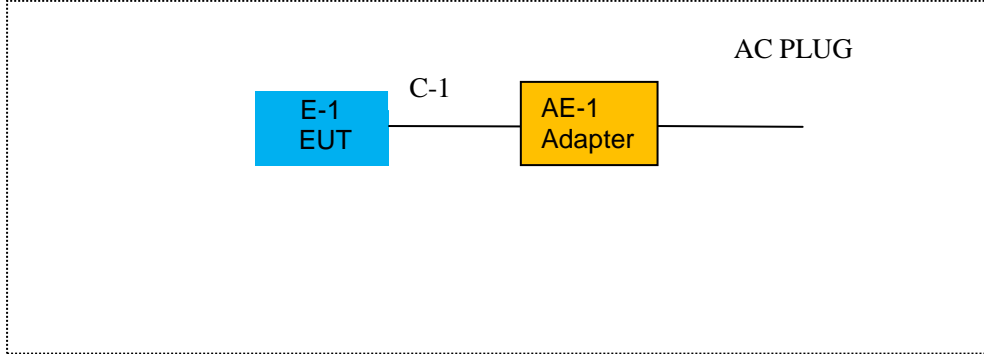 AC PLUG
C-1
E-1
EUT
AE-1
Adapter